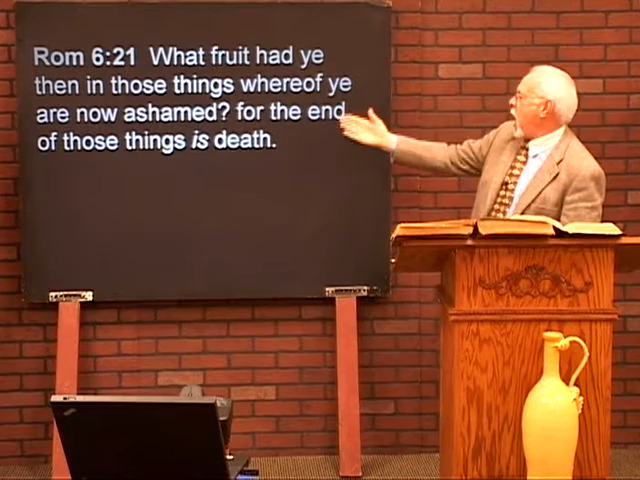 Rom 6:21 What fruit had ye
then in those things whereof ye
are now ashamed? for the end
of those things is death.